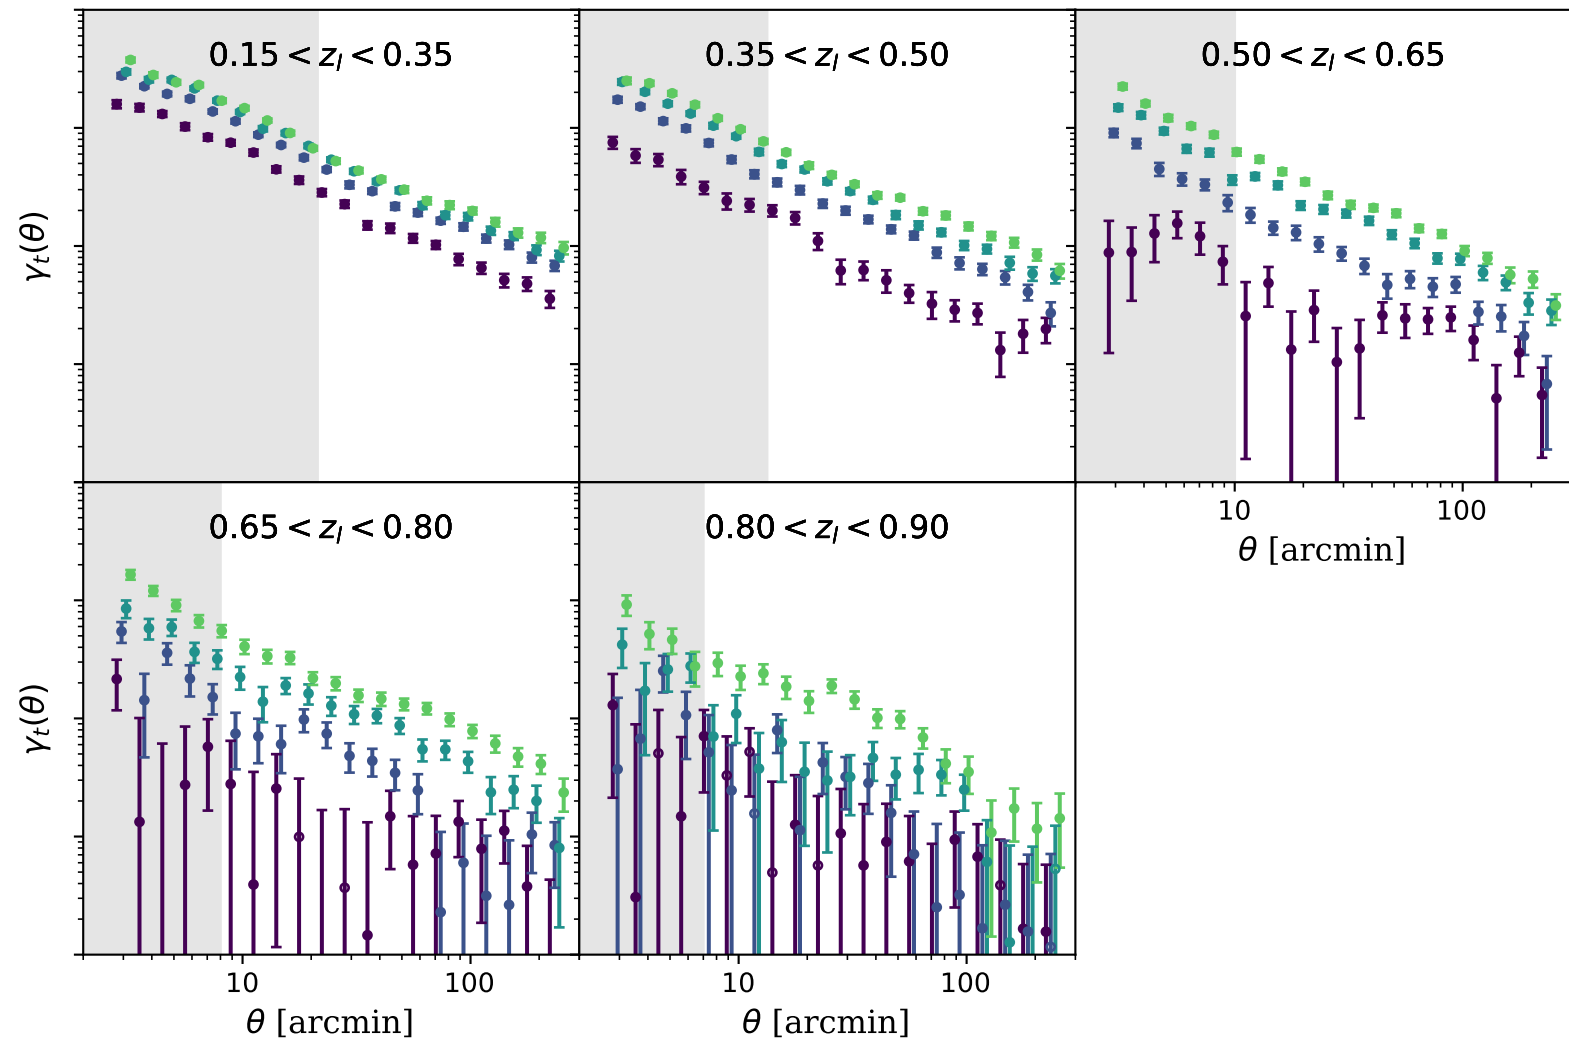 0.15 < z_l < 0.35
0.35 < z_l < 0.50
0.50 < z_l < 0.65
γ_t(θ)
10 100
θ [arcmin]
0.65 < z_l < 0.80
0.80 < z_l < 0.90
γ_t(θ)
10 100
10 100
θ [arcmin]
θ [arcmin]